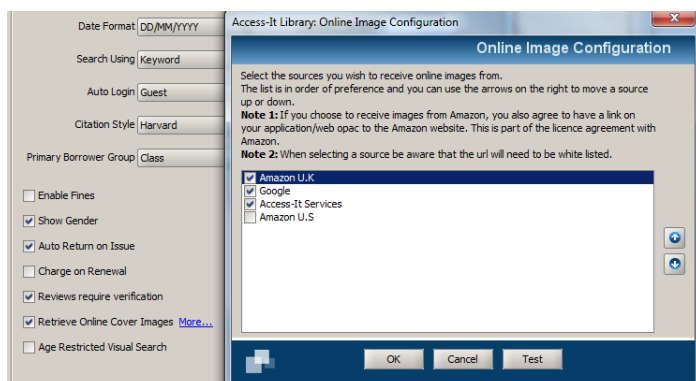 Date Format DD/MM/YYYY
Search Using Keyword
Auto Login Guest
Citation Style Harvard
Primary Borrower Group Class
Enable Fines
Show Gender
Auto Return on Issue
Charge on Renewal
Reviews require verification
Retrieve Online Cover Images More...
Age Restricted Visual Search
Access-It Library: Online Image Configuration
Online Image Configuration
Select the sources you wish to receive online images from.
The list is in order of preference and you can use the arrows on the right to move a source
up or down.
Note 1: If you choose to receive images from Amazon, you also agree to have a link on
your application/web opac to the Amazon website. This is part of the licence agreement with
Amazon.
Note 2: When selecting a source be aware that the url will need to be white listed.
Amazon U.K
Google
Access-It Services
Amazon U.S
OK Cancel Test